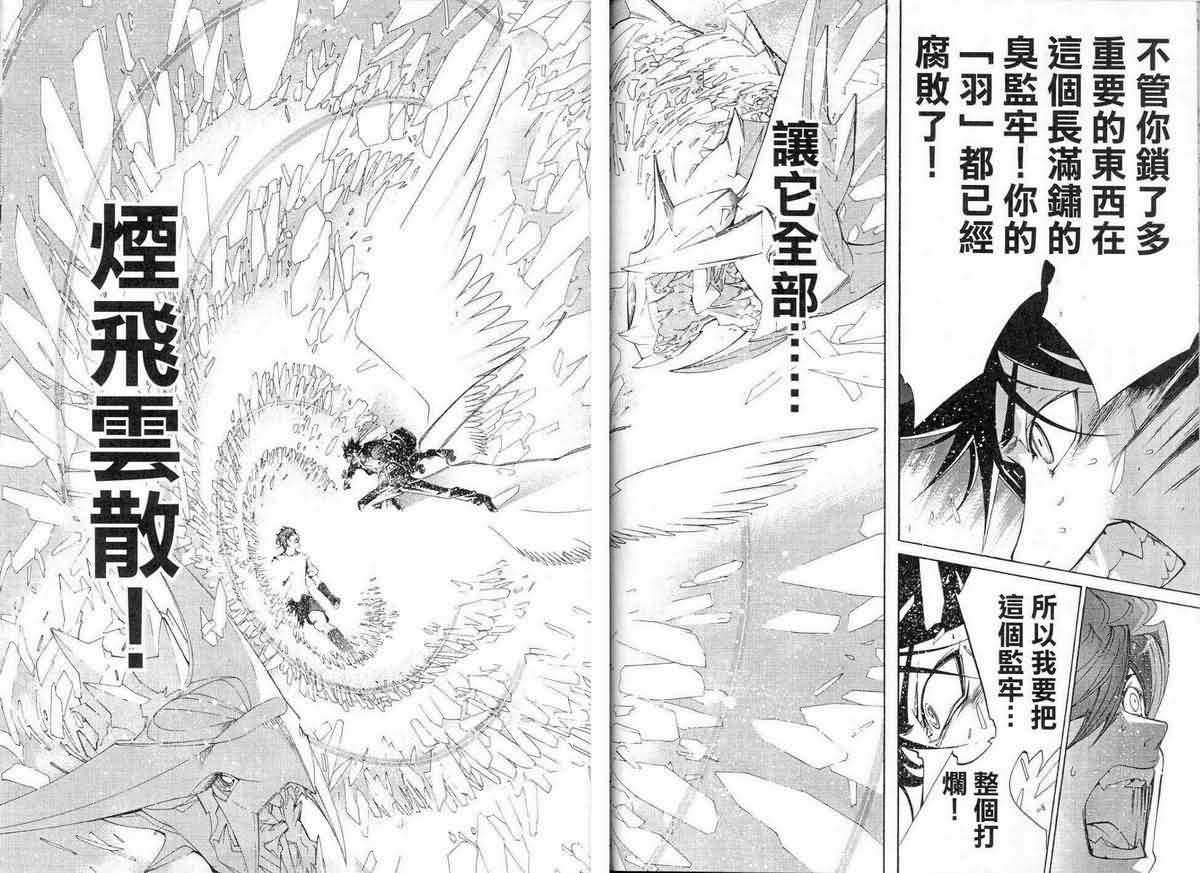 不管你鎖了多
重要的東西在
這個長滿鏽的
臭監牢！你的
「羽」都已經
腐敗了！
所以我要把
這個監牢…
整個打
爛！
讓它全部……
煙飛雲散！